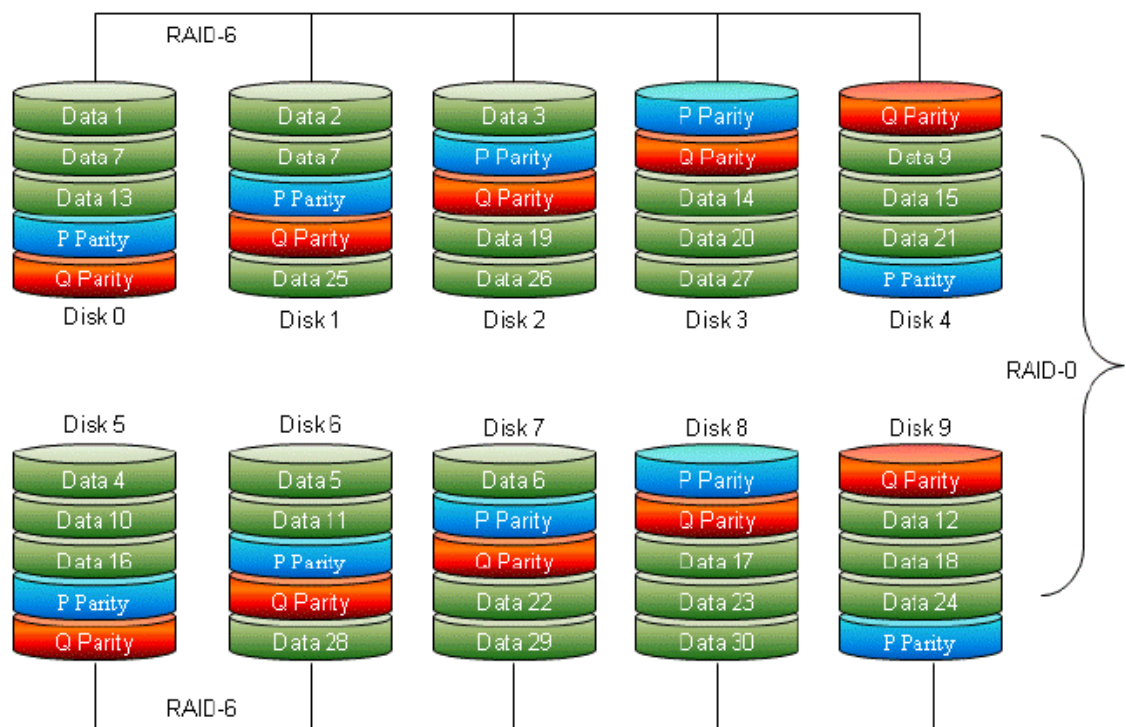 RAID-6
Data 1
Data 7
Data 13
P Parity
Q Parity
Disk 0
Data 2
Data 7
P Parity
Q Parity
Data 25
Disk 1
Data 3
P Parity
Q Parity
Data 19
Data 26
Disk 2
P Parity
Q Parity
Data 14
Data 20
Data 27
Disk 3
Q Parity
Data 9
Data 15
Data 21
P Parity
Disk 4
RAID-0
Disk 5
Data 4
Data 10
Data 16
P Parity
Q Parity
Disk 6
Data 5
Data 11
P Parity
Q Parity
Data 28
Disk 7
Data 6
P Parity
Q Parity
Data 22
Data 29
Disk 8
P Parity
Q Parity
Data 17
Data 23
Data 30
Disk 9
Q Parity
Data 12
Data 18
Data 24
P Parity
RAID-6